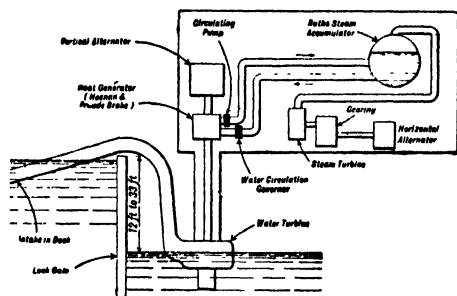 Circulating
Pump
Ruths Steam
Accumulator
Vertical Alternator
Heat Generator
(Heenan &
Froude Brake)
Gearing
Horizontal
Alternator
Steam Turbine
Water Circulation
Governor
12 ft to 33 ft
Water Turbine
Intake in Dock
Lock Gate